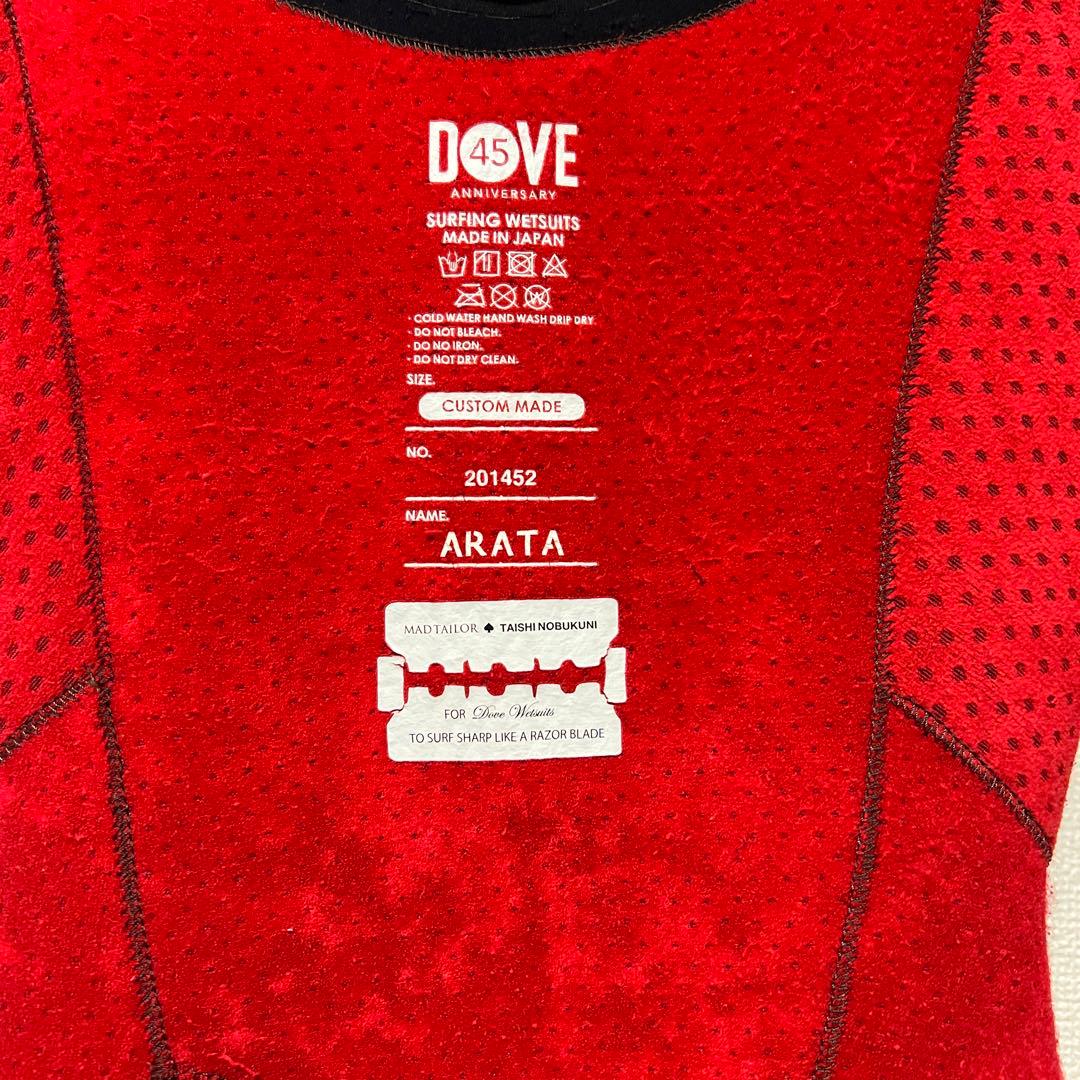 DOVE
45
ANNIVERSARY
SURFING WETSUITS
MADE IN JAPAN
W
· COLD WATER HAND WASH DRIP DRY
· DO NOT BLEACH.
· DO NO IRON.
· DO NOT DRY CLEAN.
SIZE.
CUSTOM MADE
NO.
201452
NAME.
ARATA
MAD TAILOR ♠ TAISHI NOBUKUNI
FOR Dove Wetsuits
TO SURF SHARP LIKE A RAZOR BLADE